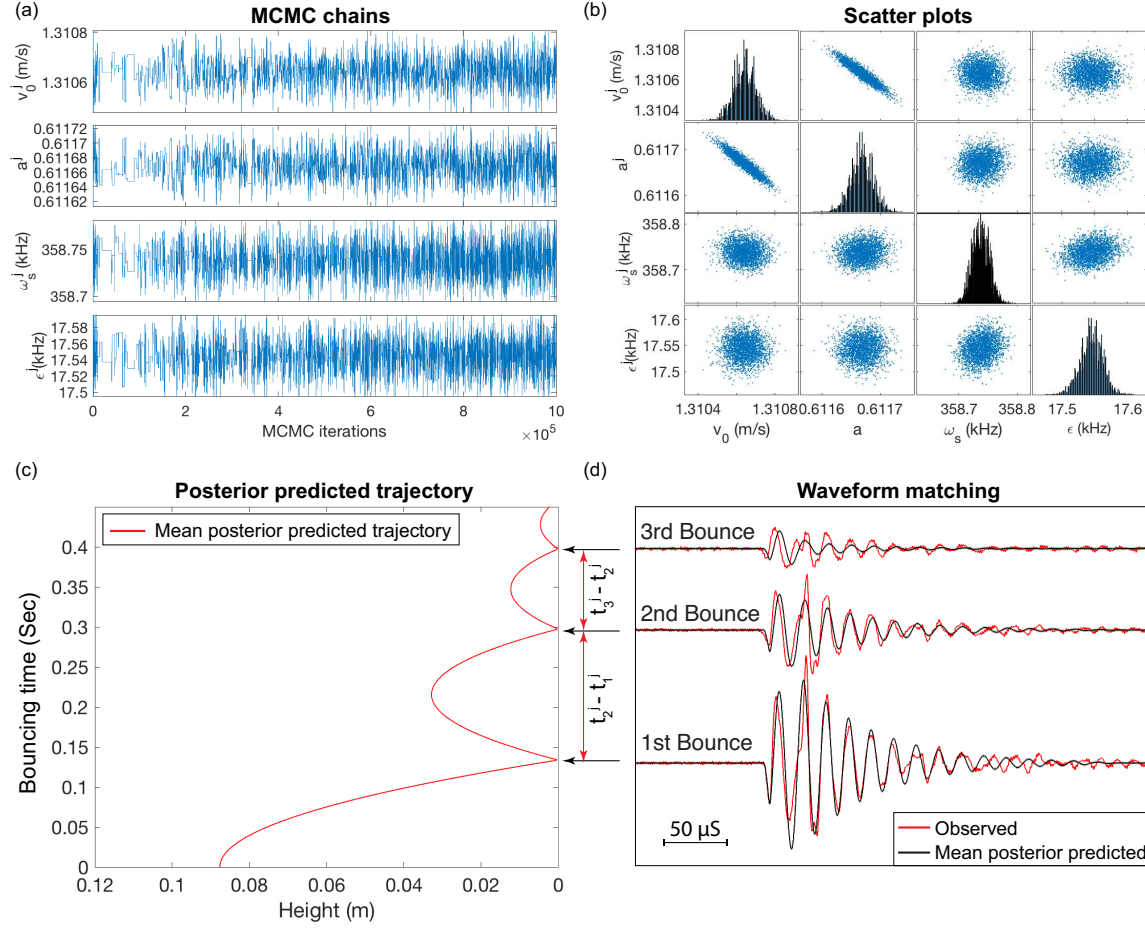 (a)
MCMC chains
v₀ʲ (m/s)
1.3108
1.3106
aʲ
0.61172
0.6117
0.61168
0.61166
0.61164
0.6116
0.61162
ωₛʲ (kHz)
358.75
358.7
ϵʲ(kHz)
17.58
17.56
17.54
17.52
17.5
0 2 4 6 8 10
MCMC iterations
×10⁵
(b)
Scatter plots
v₀ʲ (m/s)
1.3108
1.3106
1.3104
aʲ
0.6117
0.6116
ωₛʲ (kHz)
358.8
358.7
ϵʲ(kHz)
17.6
17.55
17.5
1.3104 1.3108 0.6116 0.6117 358.7 358.8 17.5 17.6
v₀ (m/s) a ωₛ (kHz) ϵ (kHz)
(c)
Posterior predicted trajectory
Mean posterior predicted trajectory
Bouncing time (Sec)
0.4
0.35
0.3
0.25
0.2
0.15
0.1
0.05
0
0.12 0.1 0.08 0.06 0.04 0.02 0
Height (m)
t₃ʲ - t₂ʲ
t₂ʲ - t₁ʲ
(d)
Waveform matching
3rd Bounce
2nd Bounce
1st Bounce
50 µS
Observed
Mean posterior predicted